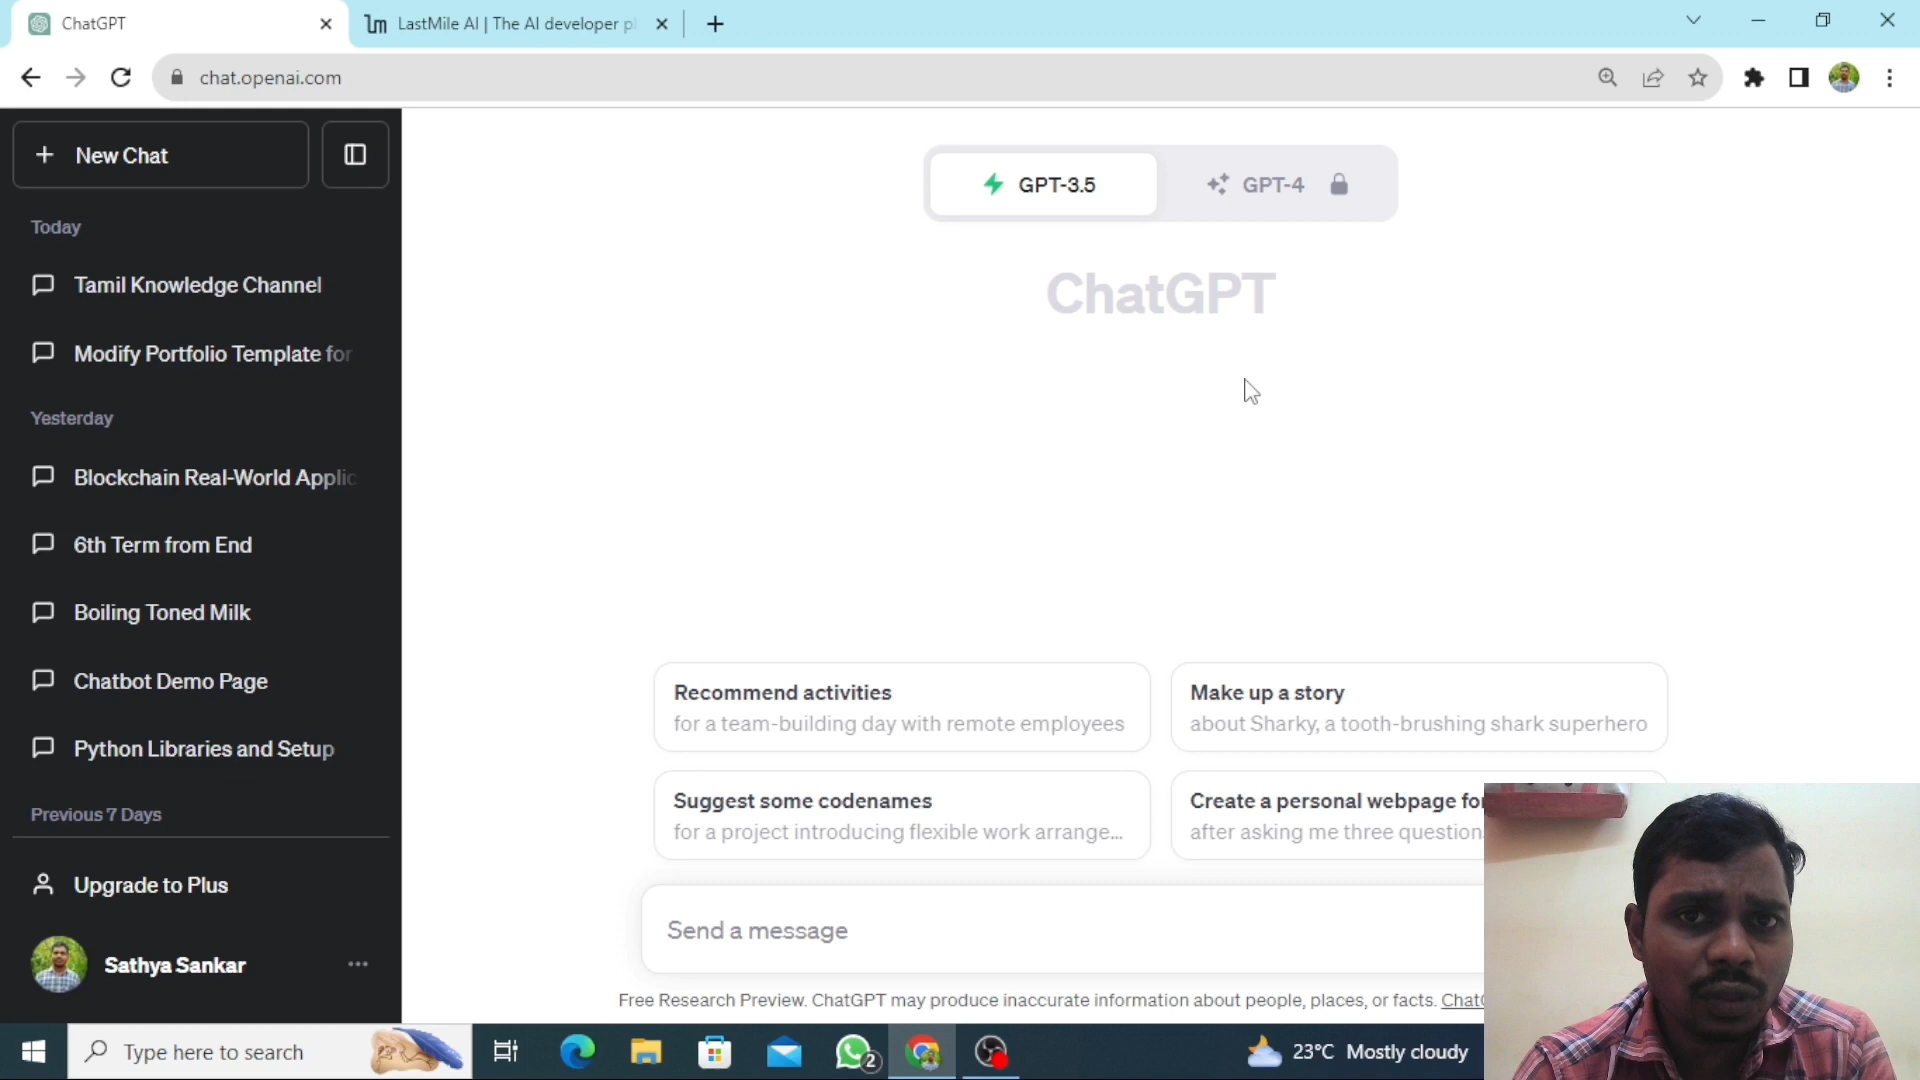 ChatGPT
LastMile AI | The AI developer pl
chat.openai.com
New Chat
Today
Tamil Knowledge Channel
Modify Portfolio Template for
Yesterday
Blockchain Real-World Applic
6th Term from End
Boiling Toned Milk
Chatbot Demo Page
Python Libraries and Setup
Previous 7 Days
Upgrade to Plus
Sathya Sankar
GPT-3.5
GPT-4
ChatGPT
Recommend activities
for a team-building day with remote employees
Make up a story
about Sharky, a tooth-brushing shark superhero
Suggest some codenames
for a project introducing flexible work arrange...
Create a personal webpage for
after asking me three questions
Send a message
Free Research Preview. ChatGPT may produce inaccurate information about people, places, or facts. ChatG
Type here to search
2
23°C Mostly cloudy